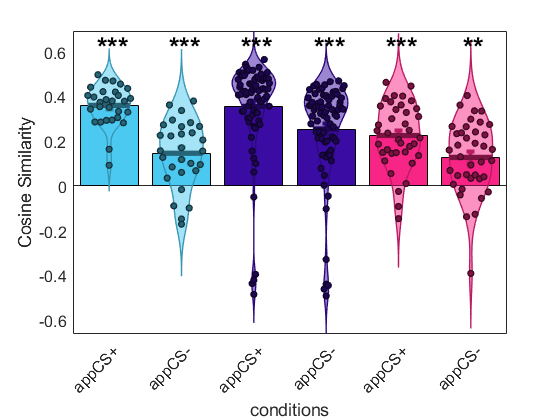 *** *** *** *** *** **
0.6
0.4
0.2
0
-0.2
-0.4
-0.6
Cosine Similarity
appCS+ appCS- appCS+ appCS- appCS+ appCS-
conditions